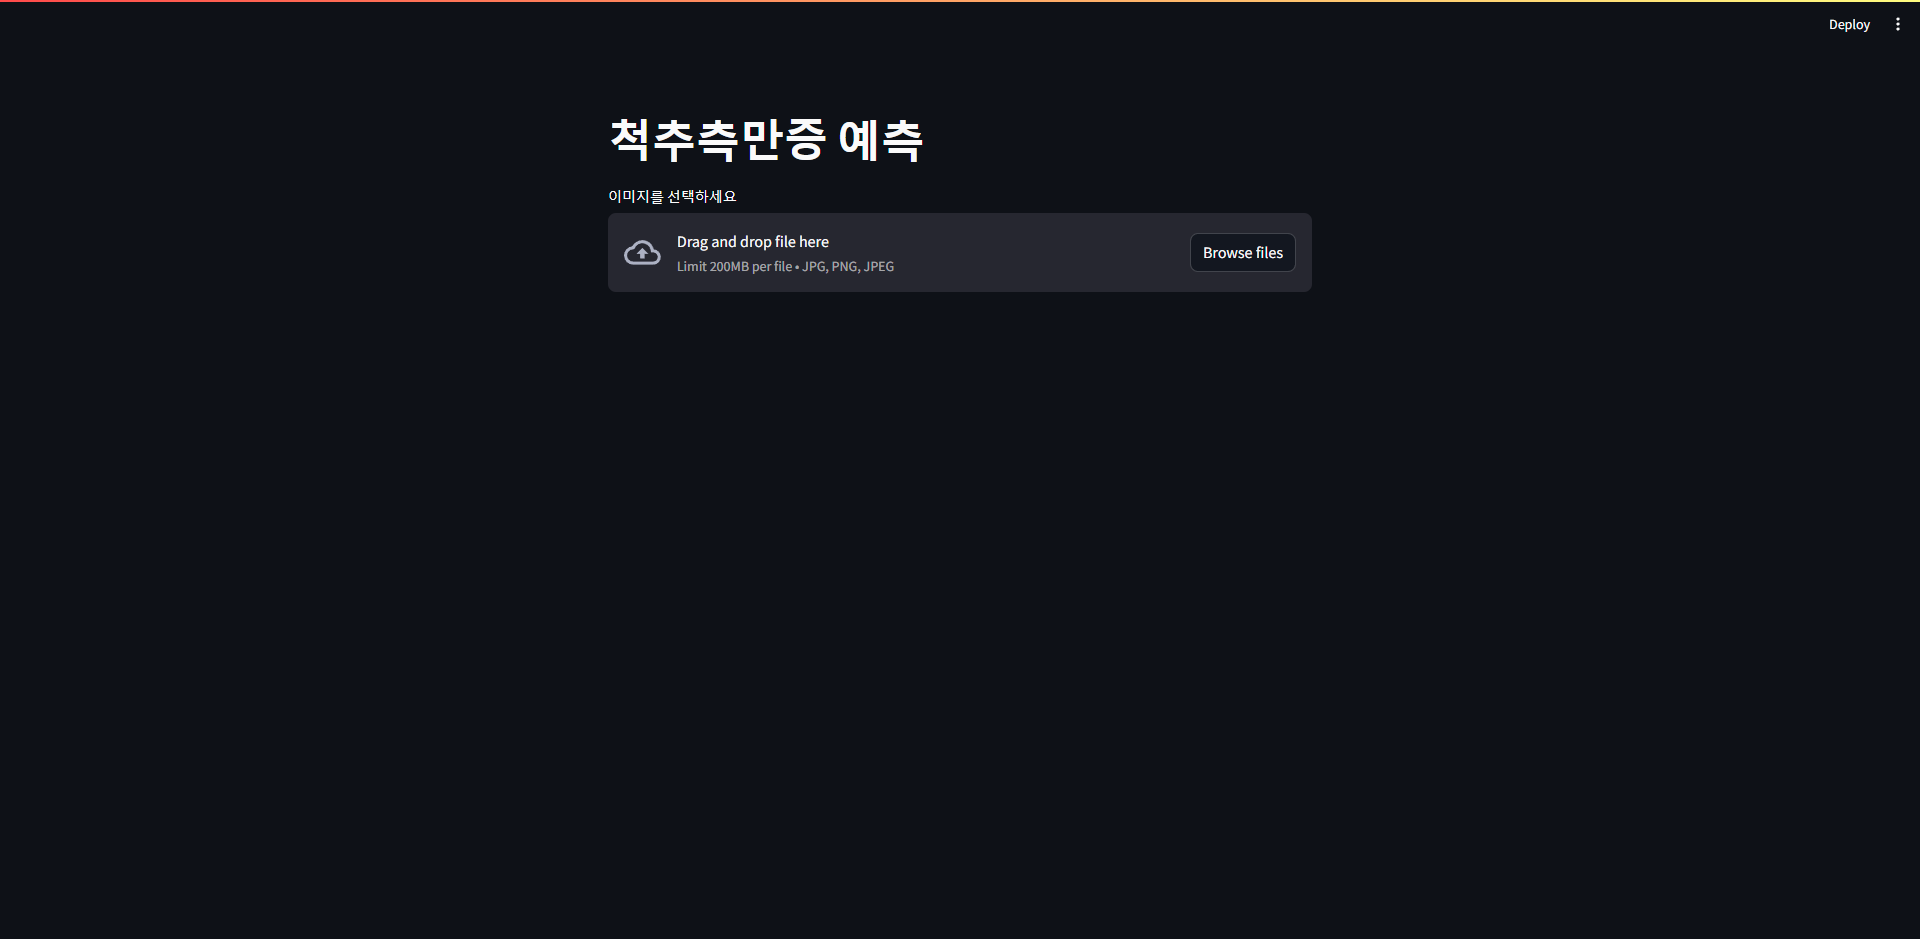 Deploy
척추측만증 예측
이미지를 선택하세요
Drag and drop file here
Limit 200MB per file • JPG, PNG, JPEG
Browse files